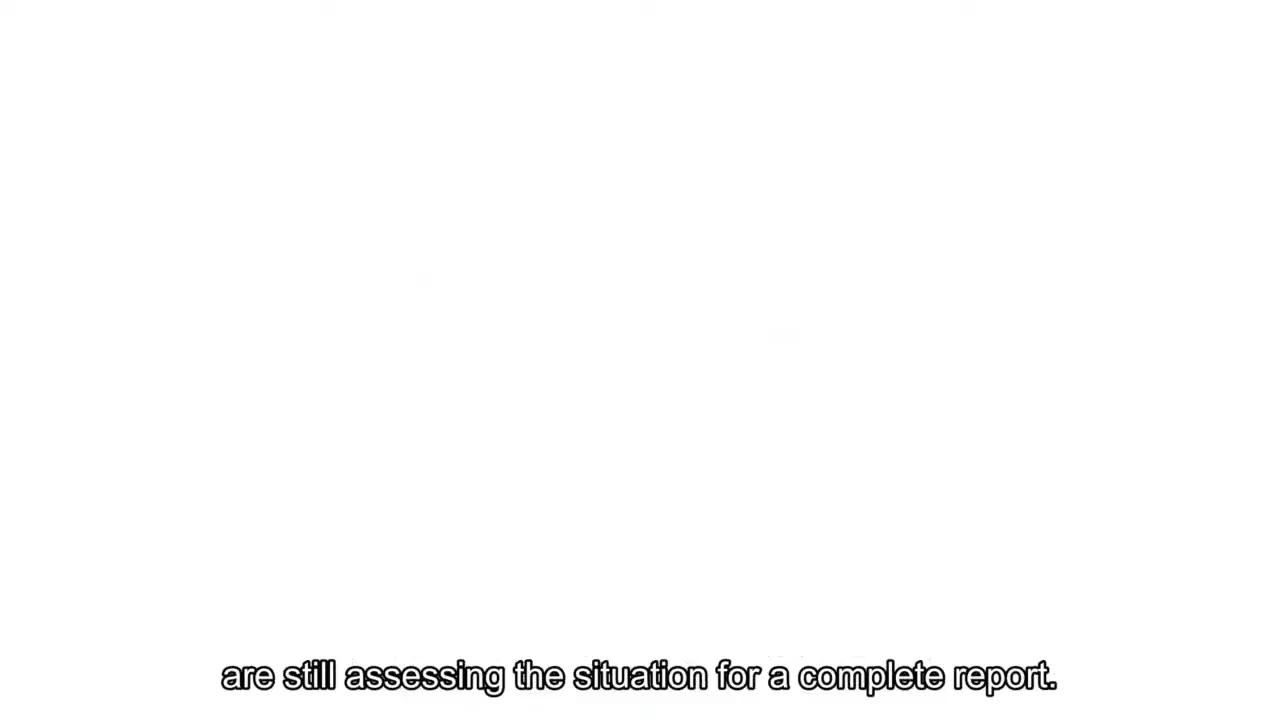 are still assessing the situation for a complete report.